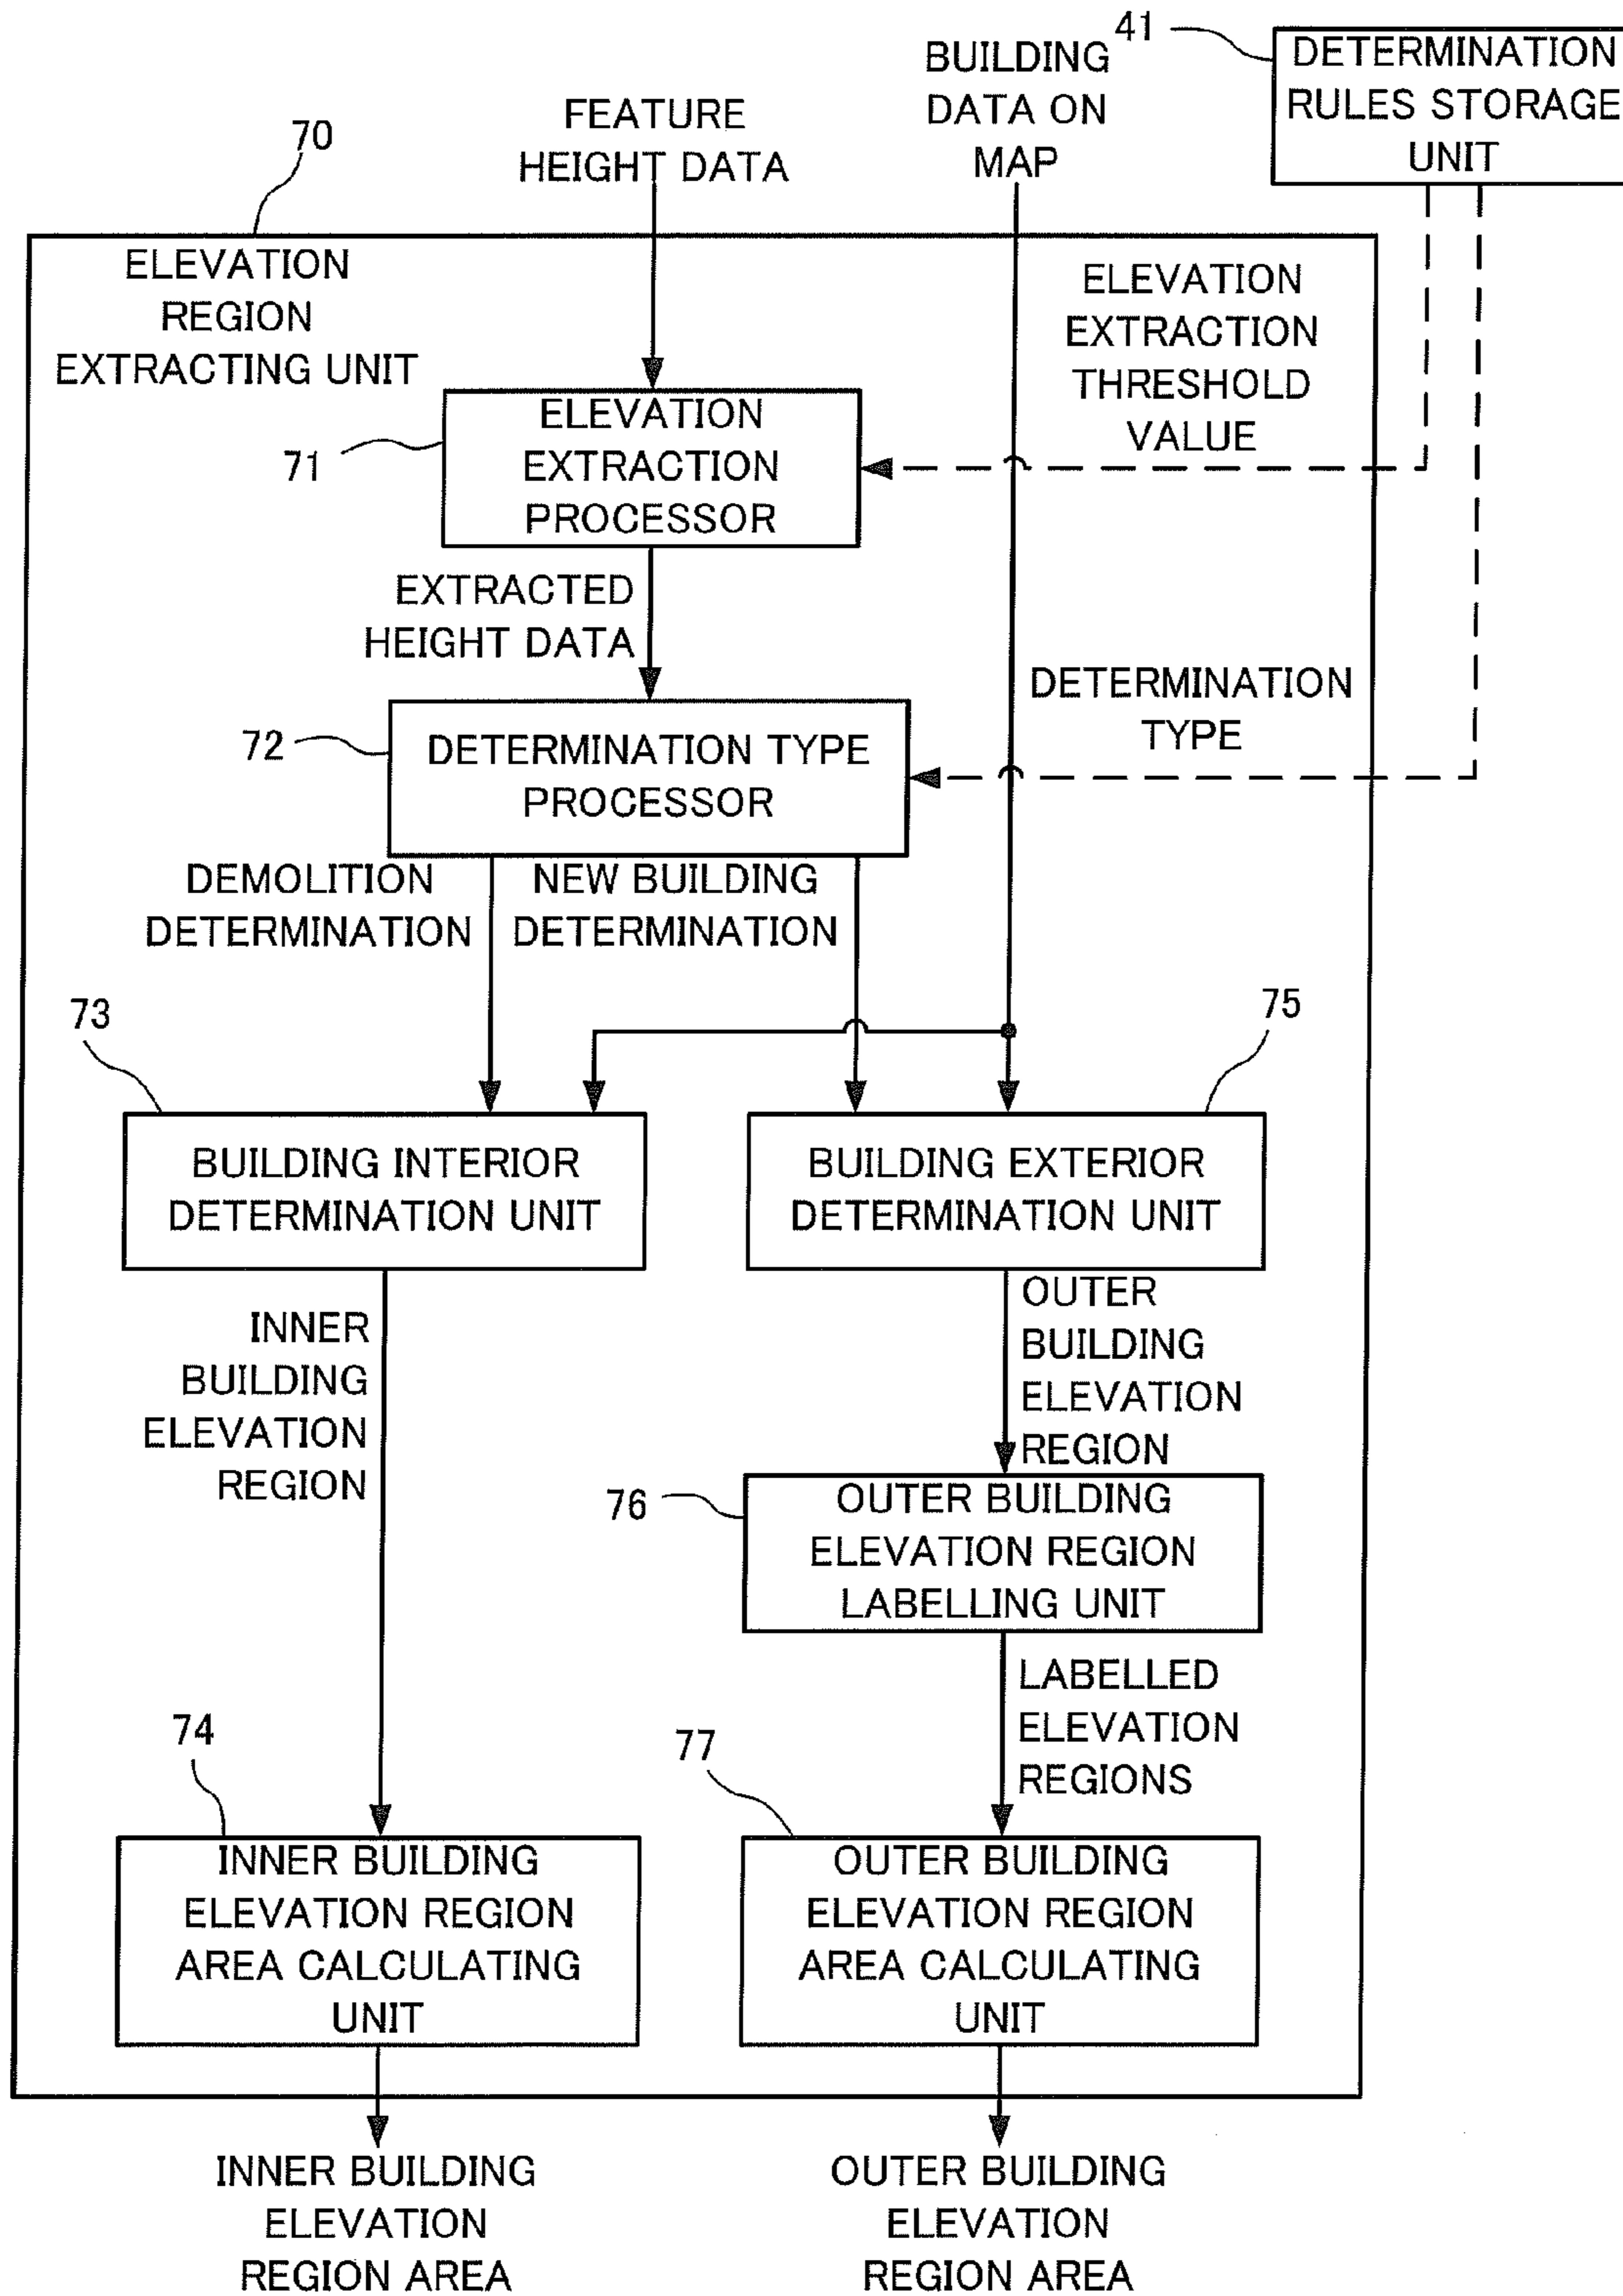 41
DETERMINATION
RULES STORAGE
UNIT
BUILDING
DATA ON
MAP
FEATURE
HEIGHT DATA
70
ELEVATION
REGION
EXTRACTING UNIT
ELEVATION
EXTRACTION
THRESHOLD
VALUE
71
ELEVATION
EXTRACTION
PROCESSOR
EXTRACTED
HEIGHT DATA
DETERMINATION
TYPE
72
DETERMINATION TYPE
PROCESSOR
DEMOLITION
DETERMINATION
NEW BUILDING
DETERMINATION
73
75
BUILDING INTERIOR
DETERMINATION UNIT
BUILDING EXTERIOR
DETERMINATION UNIT
INNER
BUILDING
ELEVATION
REGION
OUTER
BUILDING
ELEVATION
REGION
76
OUTER BUILDING
ELEVATION REGION
LABELLING UNIT
LABELLED
ELEVATION
REGIONS
74
77
INNER BUILDING
ELEVATION REGION
AREA CALCULATING
UNIT
OUTER BUILDING
ELEVATION REGION
AREA CALCULATING
UNIT
INNER BUILDING
ELEVATION
REGION AREA
OUTER BUILDING
ELEVATION
REGION AREA